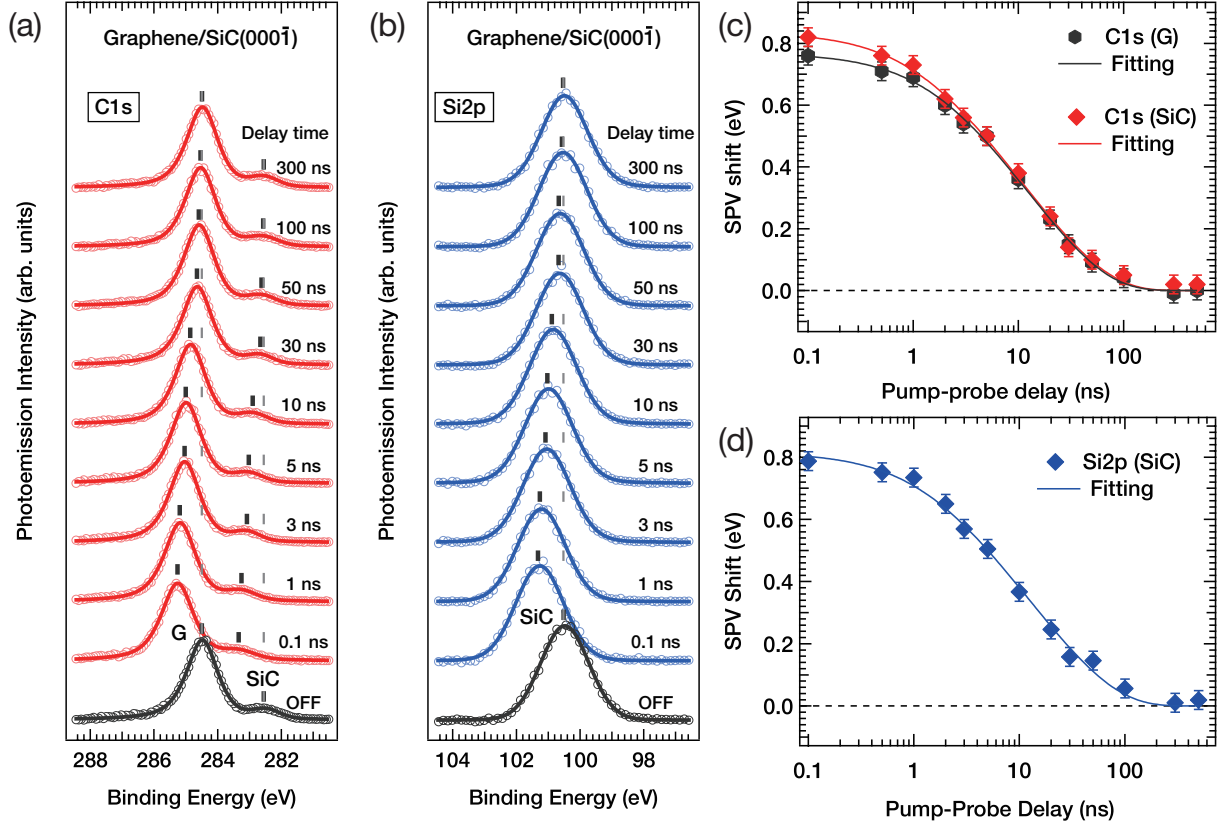 (a)
Graphene/SiC(0001̄)
C1s
Delay time
300 ns
100 ns
50 ns
30 ns
10 ns
5 ns
3 ns
1 ns
0.1 ns
G
SiC
OFF
288
286
284
282
Binding Energy (eV)
Photoemission Intensity (arb. units)
(b)
Graphene/SiC(0001̄)
Si2p
Delay time
300 ns
100 ns
50 ns
30 ns
10 ns
5 ns
3 ns
1 ns
0.1 ns
SiC
OFF
104
102
100
98
Binding Energy (eV)
Photoemission Intensity (arb. units)
(c)
C1s (G)
Fitting
C1s (SiC)
Fitting
0.8
0.6
0.4
0.2
0.0
SPV shift (eV)
0.1
1
10
100
Pump-probe delay (ns)
(d)
Si2p (SiC)
Fitting
0.8
0.6
0.4
0.2
0.0
SPV Shift (eV)
0.1
1
10
100
Pump-Probe Delay (ns)